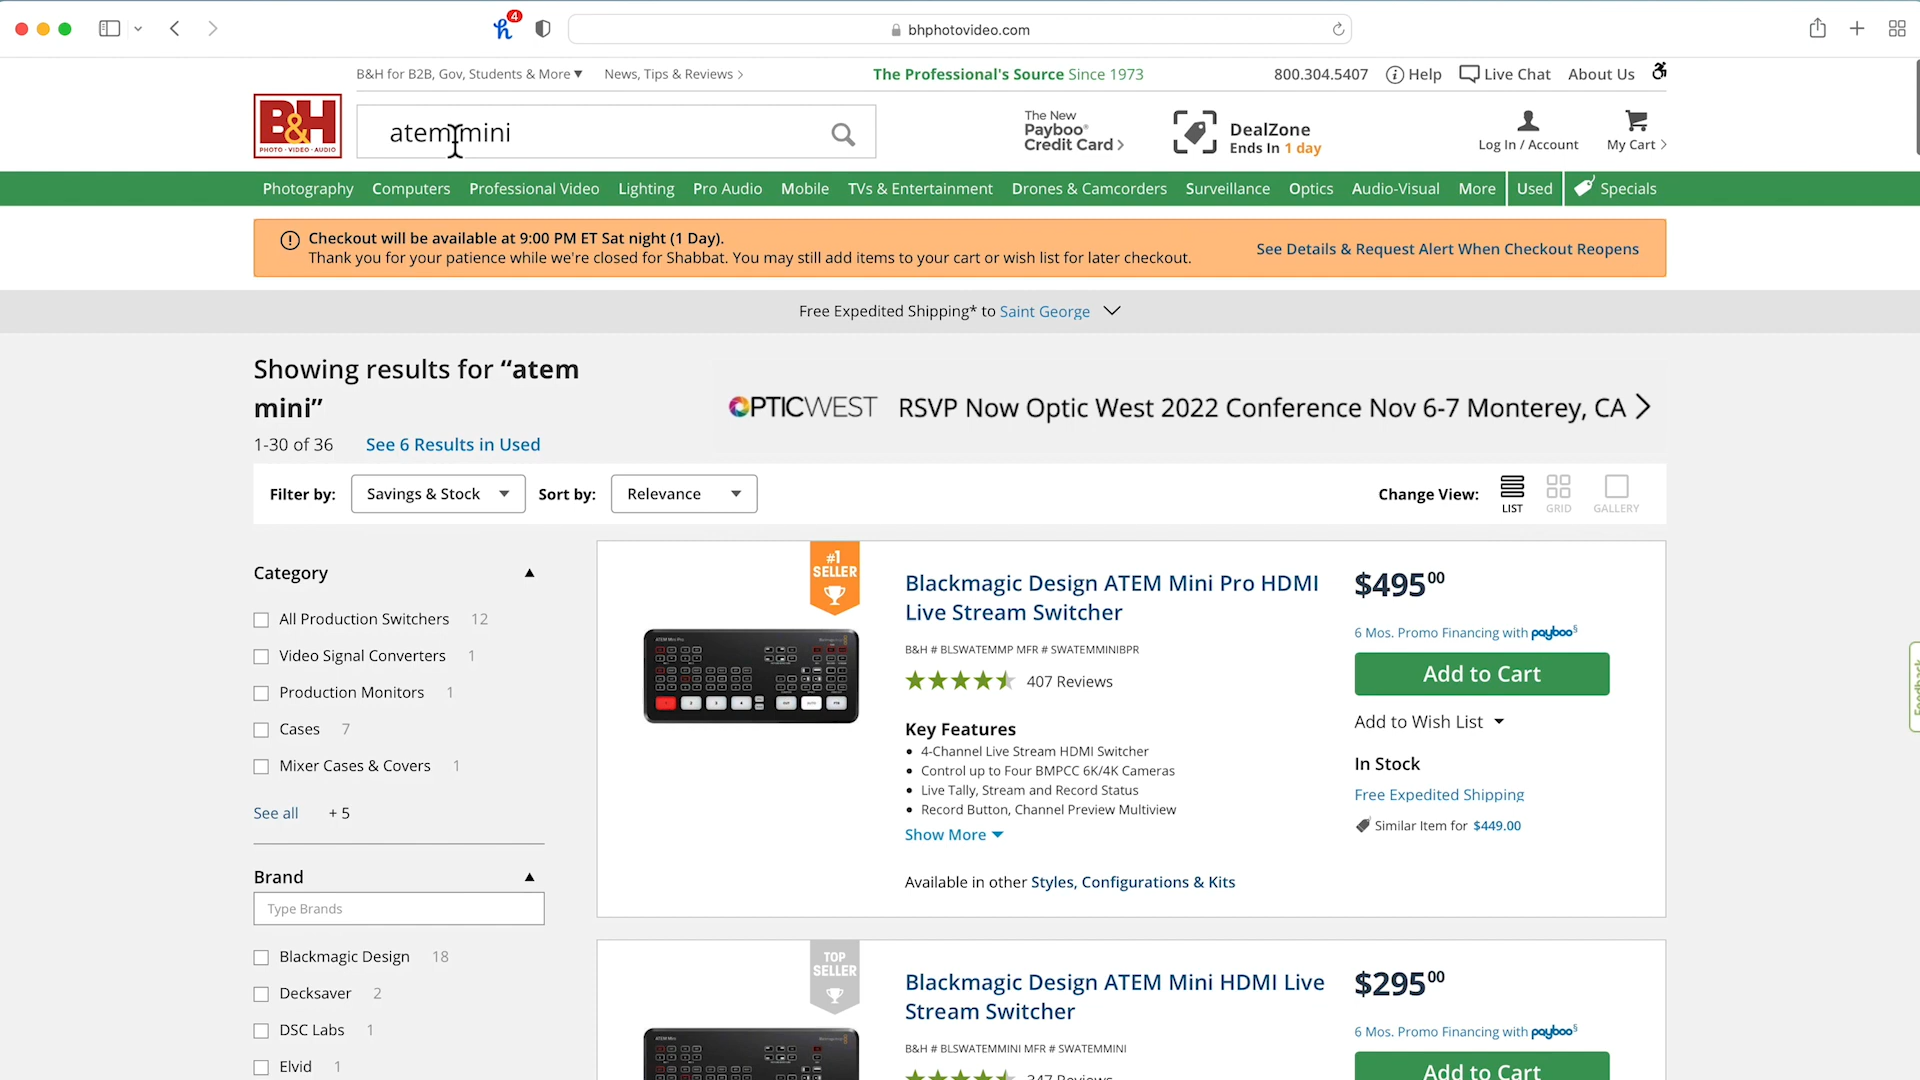 4
bhphotovideo.com
B&H for B2B, Gov, Students & More ▼
News, Tips & Reviews >
The Professional's Source Since 1973
800.304.5407
Help
Live Chat
About Us
B&H
PHOTO · VIDEO · AUDIO
atem mini
The New
Payboo®
Credit Card >
DealZone
Ends In 1 day
Log In / Account
My Cart >
Photography
Computers
Professional Video
Lighting
Pro Audio
Mobile
TVs & Entertainment
Drones & Camcorders
Surveillance
Optics
Audio-Visual
More
Used
Specials
Checkout will be available at 9:00 PM ET Sat night (1 Day).
Thank you for your patience while we're closed for Shabbat. You may still add items to your cart or wish list for later checkout.
See Details & Request Alert When Checkout Reopens
Free Expedited Shipping* to Saint George
Showing results for “atem
mini”
1-30 of 36
See 6 Results in Used
OPTICWEST
RSVP Now Optic West 2022 Conference Nov 6-7 Monterey, CA
Filter by:
Savings & Stock
Sort by:
Relevance
Change View:
LIST
GRID
GALLERY
Category
All Production Switchers 12
Video Signal Converters 1
Production Monitors 1
Cases 7
Mixer Cases & Covers 1
See all
+ 5
Brand
Type Brands
Blackmagic Design 18
Decksaver 2
DSC Labs 1
Elvid 1
#1
SELLER
Blackmagic Design ATEM Mini Pro HDMI
Live Stream Switcher
B&H # BLSWATEMMP MFR # SWATEMMINIBPR
407 Reviews
Key Features
• 4-Channel Live Stream HDMI Switcher
• Control up to Four BMPCC 6K/4K Cameras
• Live Tally, Stream and Record Status
• Record Button, Channel Preview Multiview
Show More
Available in other Styles, Configurations & Kits
$495.00
6 Mos. Promo Financing with payboo§
Add to Cart
Add to Wish List
In Stock
Free Expedited Shipping
Similar Item for $449.00
TOP
SELLER
Blackmagic Design ATEM Mini HDMI Live
Stream Switcher
B&H # BLSWATEMMINI MFR # SWATEMMINI
347 Reviews
$295.00
6 Mos. Promo Financing with payboo§
Add to Cart
Feedback